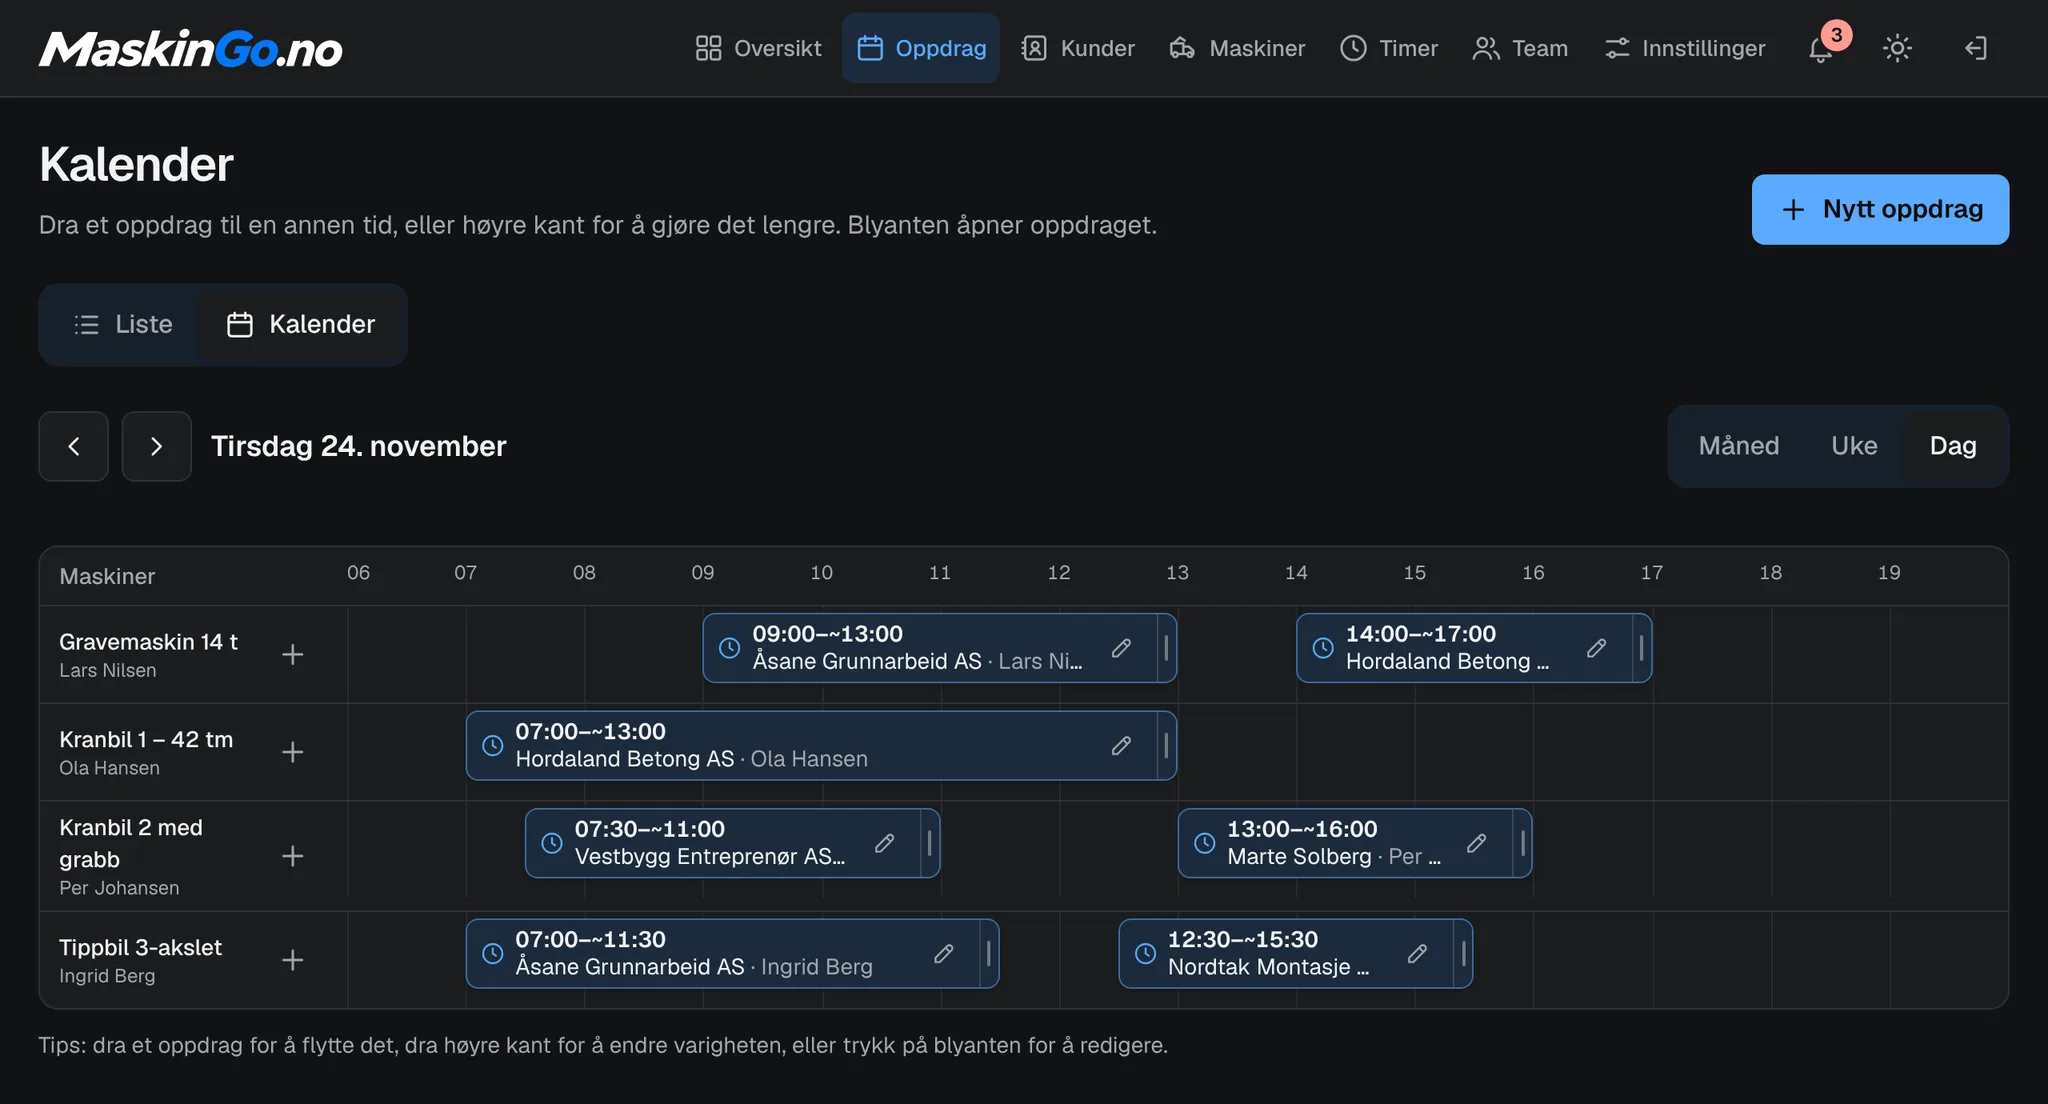 MaskinGo.no
Oversikt
Oppdrag
Kunder
Maskiner
Timer
Team
Innstillinger
3
Kalender
Dra et oppdrag til en annen tid, eller høyre kant for å gjøre det lengre. Blyanten åpner oppdraget.
Nytt oppdrag
Liste
Kalender
Tirsdag 24. november
Måned
Uke
Dag
Maskiner
06 07 08 09 10 11 12 13 14 15 16 17 18 19
Gravemaskin 14 t
Lars Nilsen
09:00–~13:00
Åsane Grunnarbeid AS · Lars Ni...
14:00–~17:00
Hordaland Betong ...
Kranbil 1 – 42 tm
Ola Hansen
07:00–~13:00
Hordaland Betong AS · Ola Hansen
Kranbil 2 med
grabb
Per Johansen
07:30–~11:00
Vestbygg Entreprenør AS...
13:00–~16:00
Marte Solberg · Per ...
Tippbil 3-akslet
Ingrid Berg
07:00–~11:30
Åsane Grunnarbeid AS · Ingrid Berg
12:30–~15:30
Nordtak Montasje ...
Tips: dra et oppdrag for å flytte det, dra høyre kant for å endre varigheten, eller trykk på blyanten for å redigere.